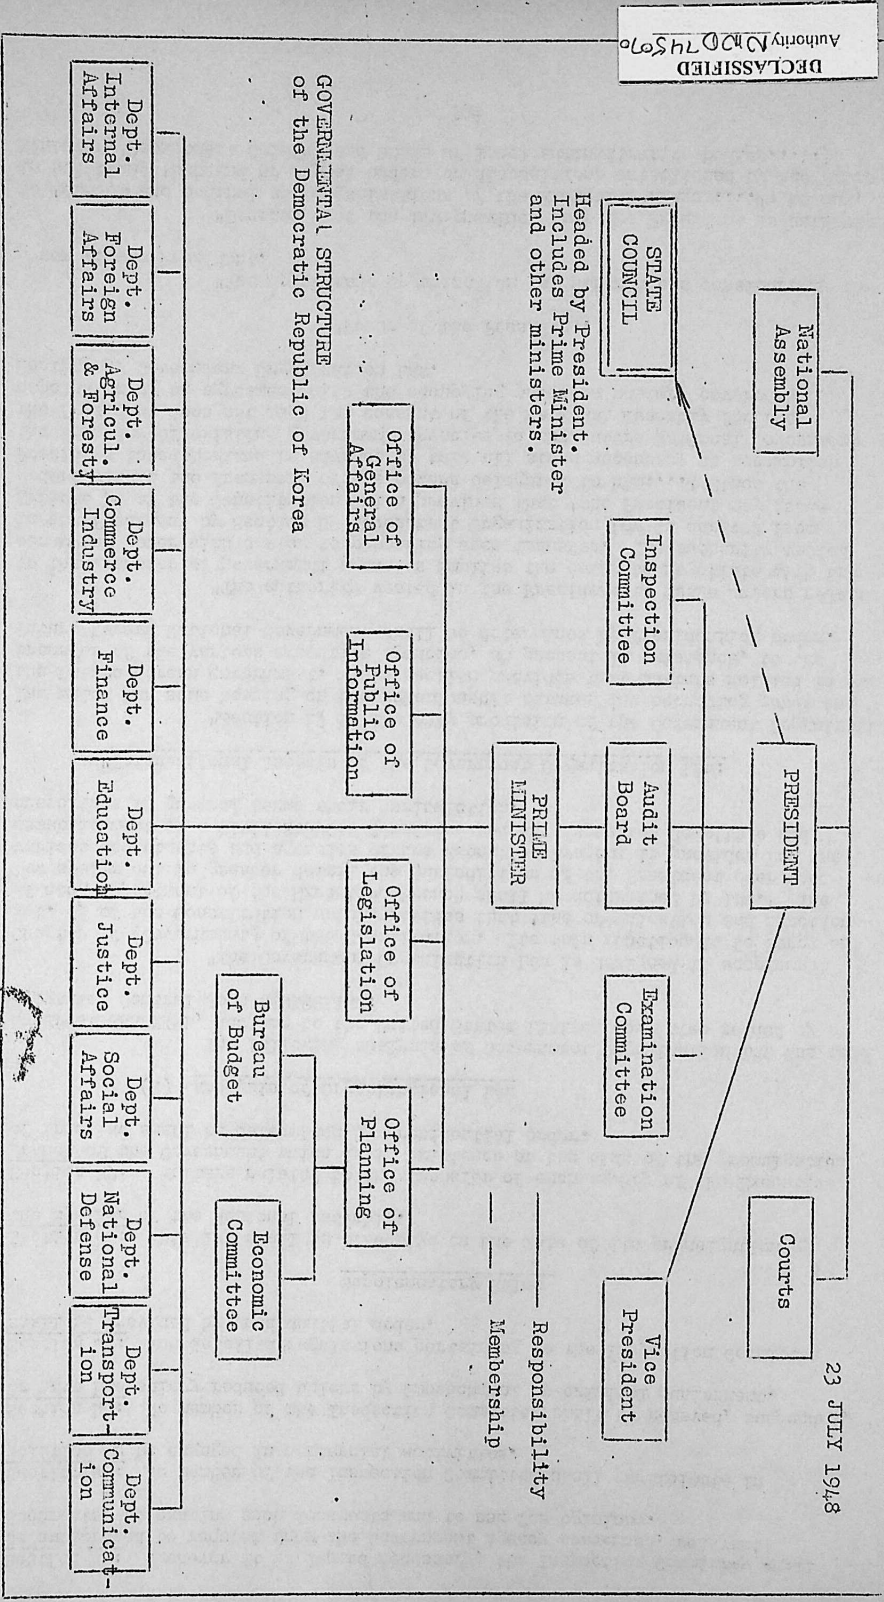 DECLASSIFIED
Authority NND 745070
23 JULY 1948
National
Assembly
PRESIDENT
Courts
STATE
COUNCIL
Headed by President.
Includes Prime Minister
and other ministers.
Inspection
Committee
Audit
Board
Examination
Committee
Vice
President
PRIME
MINISTER
Responsibility
Membership
Office of
General
Affairs
Office of
Public
Information
Office of
Legislation
Office of
Planning
Bureau
of Budget
Economic
Committee
GOVERNMENTAL STRUCTURE
of the Democratic Republic of Korea
Dept.
Internal
Affairs
Dept.
Foreign
Affairs
Dept.
Agricul.
& Foresty
Dept.
Commerce
Industry
Dept.
Finance
Dept.
Education
Dept.
Justice
Dept.
Social
Affairs
Dept.
National
Defense
Dept.
Transport-
ion
Dept.
Communicat-
ion